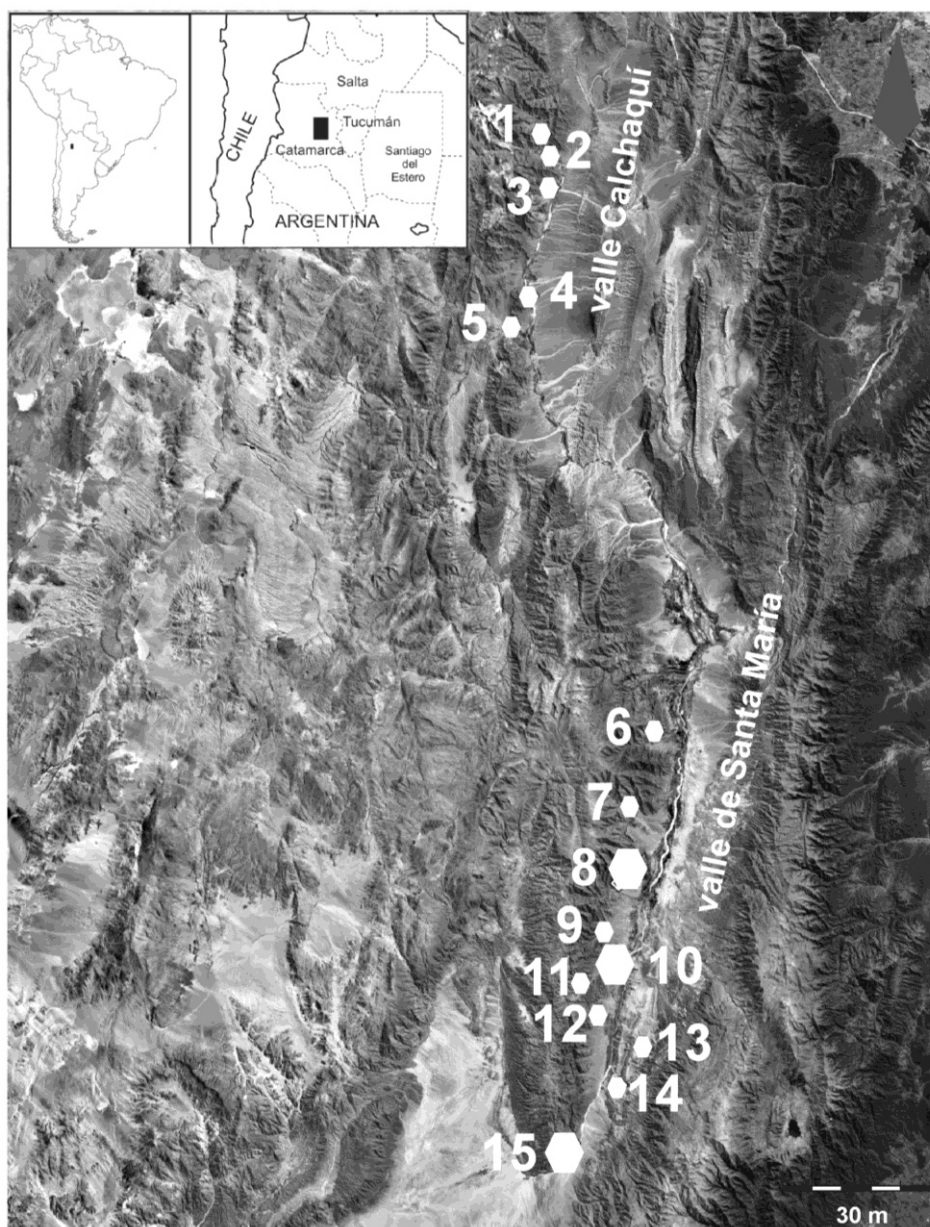 CHILE
Salta
Tucumán
Catamarca
Santiago
del
Estero
ARGENTINA
valle Calchaquí
1
2
3
4
5
valle de Santa María
6
7
8
9
10
11
12
13
14
15
30 m